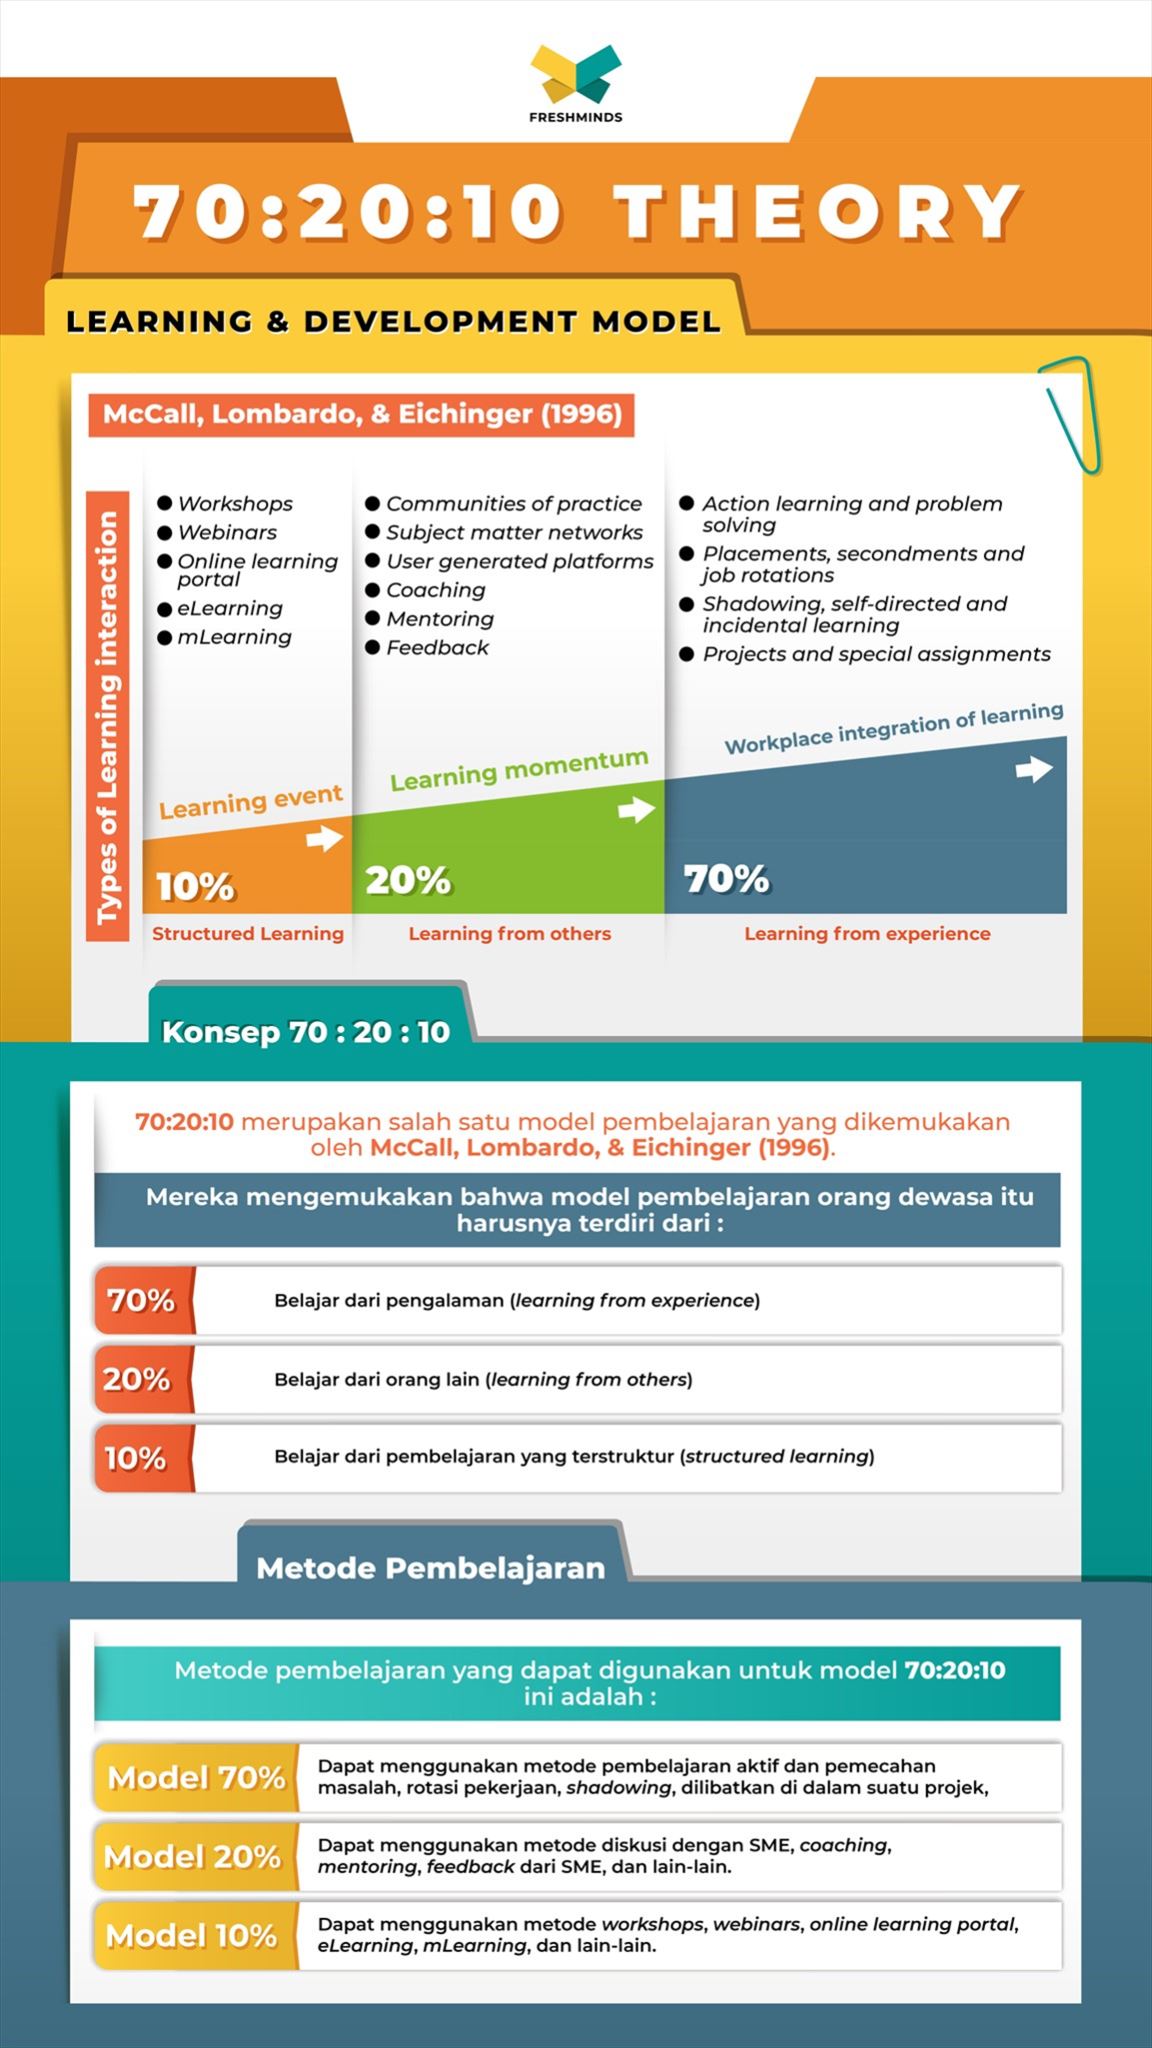 FRESHMINDS
70:20:10 THEORY
LEARNING & DEVELOPMENT MODEL
McCall, Lombardo, & Eichinger (1996)
Types of Learning interaction
● Workshops
● Webinars
● Online learning
portal
● eLearning
● mLearning
● Communities of practice
● Subject matter networks
● User generated platforms
● Coaching
● Mentoring
● Feedback
● Action learning and problem
solving
● Placements, secondments and
job rotations
● Shadowing, self-directed and
incidental learning
● Projects and special assignments
Learning event
Learning momentum
Workplace integration of learning
10%
20%
70%
Structured Learning
Learning from others
Learning from experience
Konsep 70 : 20 : 10
70:20:10 merupakan salah satu model pembelajaran yang dikemukakan
oleh McCall, Lombardo, & Eichinger (1996).
Mereka mengemukakan bahwa model pembelajaran orang dewasa itu
harusnya terdiri dari :
70%
Belajar dari pengalaman (learning from experience)
20%
Belajar dari orang lain (learning from others)
10%
Belajar dari pembelajaran yang terstruktur (structured learning)
Metode Pembelajaran
Metode pembelajaran yang dapat digunakan untuk model 70:20:10
ini adalah :
Model 70%
Dapat menggunakan metode pembelajaran aktif dan pemecahan
masalah, rotasi pekerjaan, shadowing, dilibatkan di dalam suatu projek,
Model 20%
Dapat menggunakan metode diskusi dengan SME, coaching,
mentoring, feedback dari SME, dan lain-lain.
Model 10%
Dapat menggunakan metode workshops, webinars, online learning portal,
eLearning, mLearning, dan lain-lain.